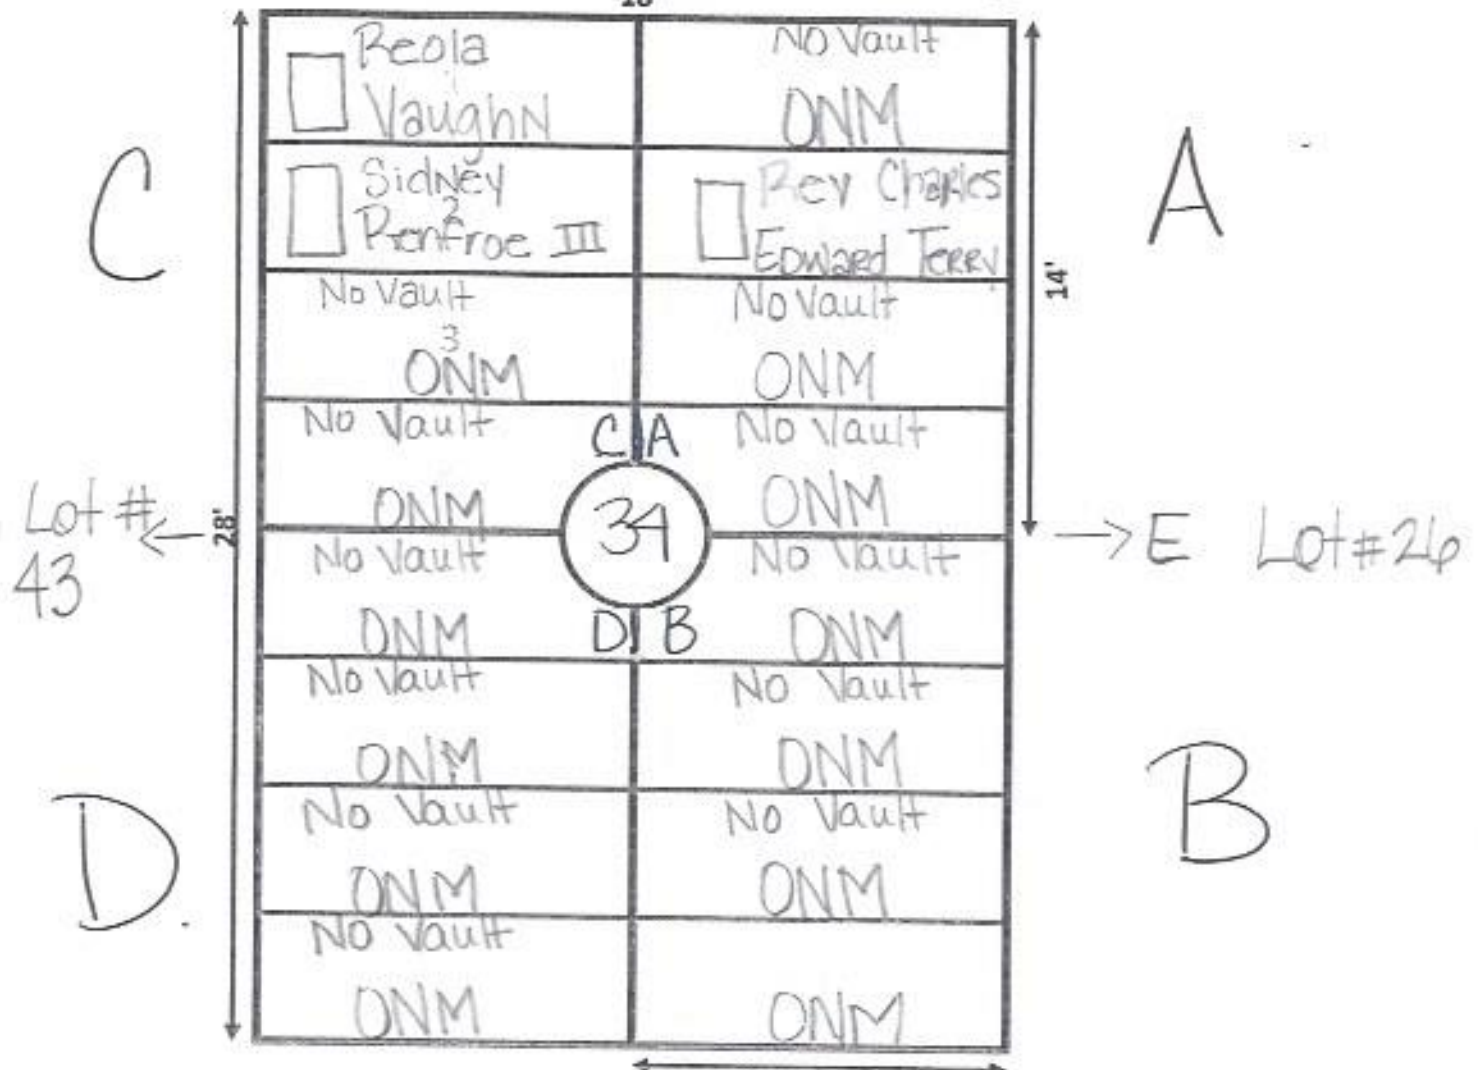 Reola
Vaughn
No Vault
ONM
Sidney
2
Renfroe III
Rev Charles
Edward Terry
14'
C
A
No Vault
3
ONM
No Vault
ONM
No Vault
ONM
C A
No Vault
ONM
34
Lot #
43
28'
E Lot #26
No Vault
ONM
D B
No Vault
ONM
No Vault
ONM
No Vault
ONM
D
B
No Vault
ONM
No Vault
ONM
No Vault
ONM
ONM